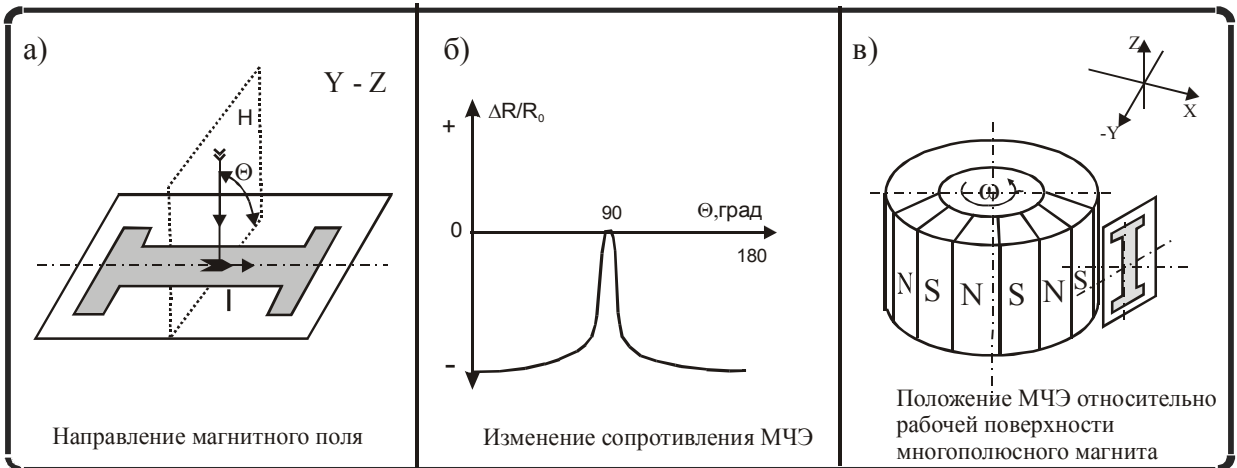 а)
Y - Z
H
Θ
I
Направление магнитного поля
б)
ΔR/R₀
+
0
90
Θ,град
180
-
Изменение сопротивления МЧЭ
в)
Z
X
-Y
ω
N S N S N S
Положение МЧЭ относительно
рабочей поверхности
многополюсного магнита